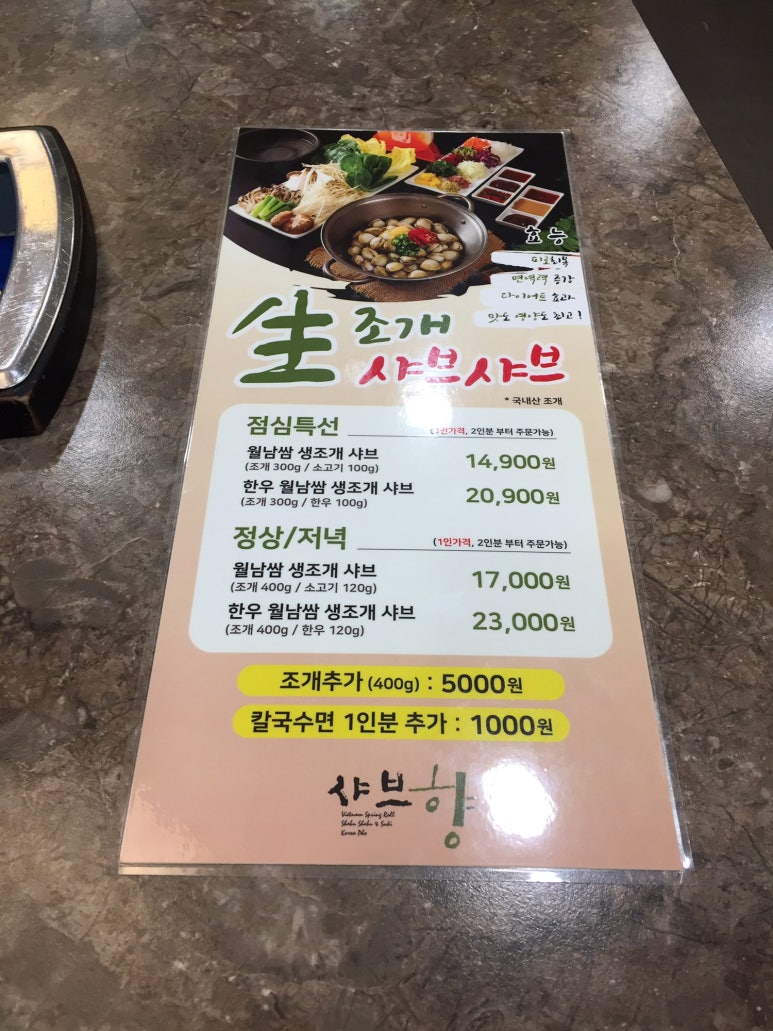 효능
피로회복
면역력 증강
다이어트 효과
맛도 영양도 최고!
生 조개
샤브샤브
* 국내산 조개
점심특선 (1인가격, 2인분 부터 주문가능)
월남쌈 생조개 샤브 14,900원
(조개 300g / 소고기 100g)
한우 월남쌈 생조개 샤브 20,900원
(조개 300g / 한우 100g)
정상/저녁 (1인가격, 2인분 부터 주문가능)
월남쌈 생조개 샤브 17,000원
(조개 400g / 소고기 120g)
한우 월남쌈 생조개 샤브 23,000원
(조개 400g / 한우 120g)
조개추가 (400g) : 5000원
칼국수면 1인분 추가 : 1000원
샤브향
Vietnam Spring Roll
Shabu Shabu & Suki
Korea Pho